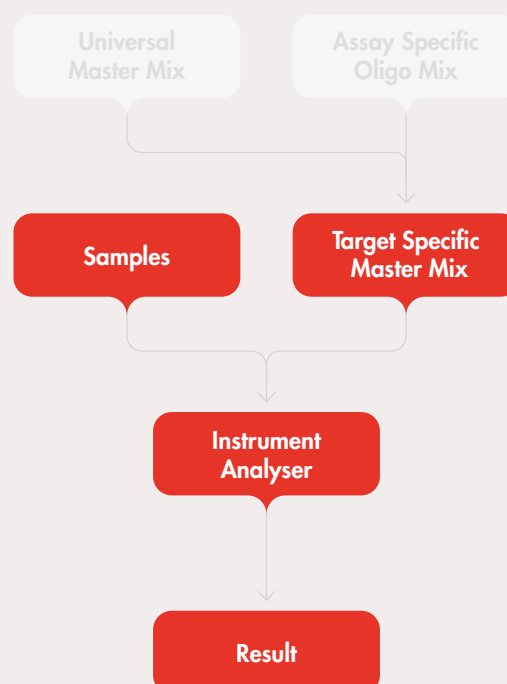 Universal
Master Mix
Assay Specific
Oligo Mix
Samples
Target Specific
Master Mix
Instrument
Analyser
Result